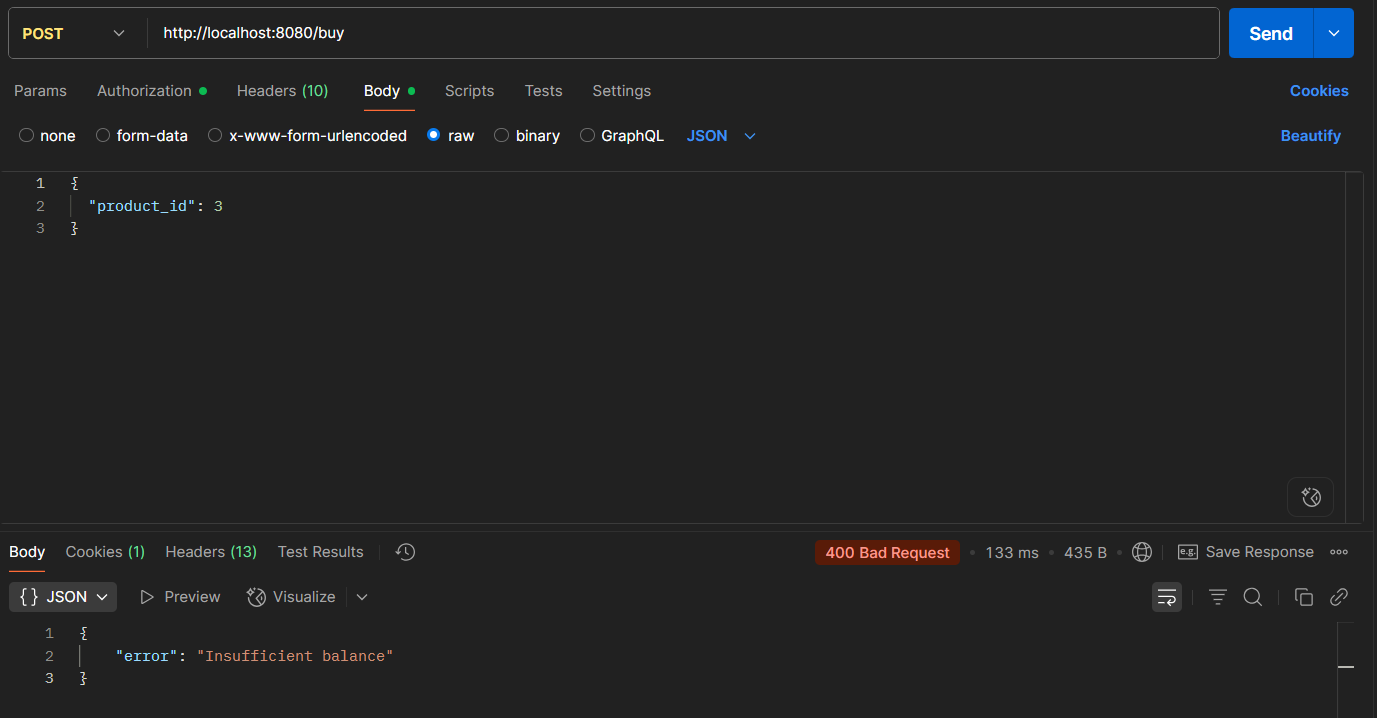 POST http://localhost:8080/buy Send
Params Authorization Headers (10) Body Scripts Tests Settings Cookies
none form-data x-www-form-urlencoded raw binary GraphQL JSON Beautify
1 {
2 "product_id": 3
3 }
Body Cookies (1) Headers (13) Test Results 400 Bad Request • 133 ms • 435 B • e.g. Save Response
{} JSON Preview Visualize
1 {
2 "error": "Insufficient balance"
3 }